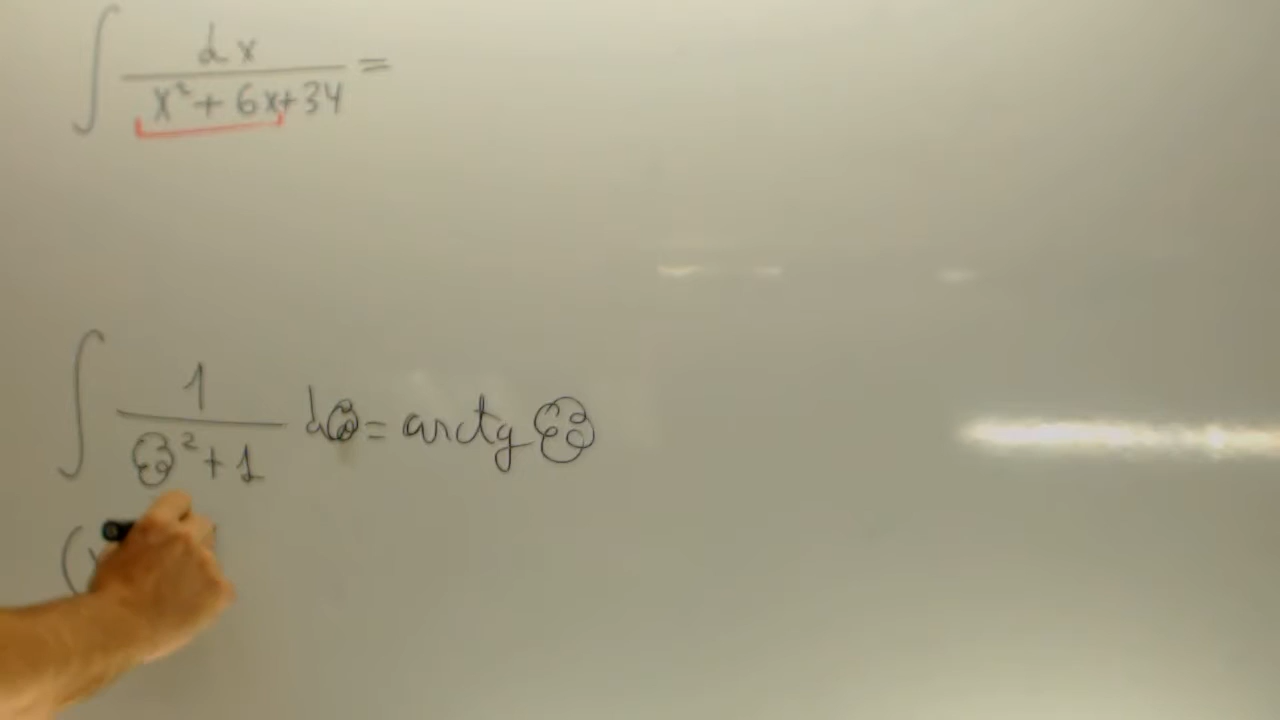 ∫ dx / (x² + 6x + 34) =
∫ 1 / (² + 1) d = arctg
(